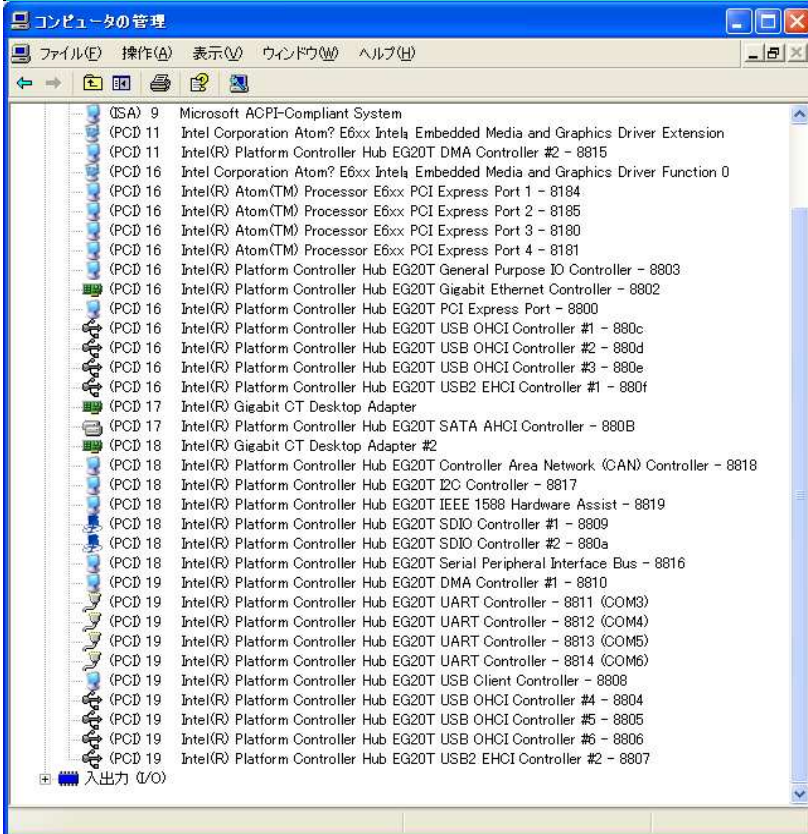 コンピュータの管理
ファイル(F) 操作(A) 表示(V) ウィンドウ(W) ヘルプ(H)
(ISA) 9 Microsoft ACPI-Compliant System
(PCI) 11 Intel Corporation Atom? E6xx Intel¡ Embedded Media and Graphics Driver Extension
(PCI) 11 Intel(R) Platform Controller Hub EG20T DMA Controller #2 - 8815
(PCI) 16 Intel Corporation Atom? E6xx Intel¡ Embedded Media and Graphics Driver Function 0
(PCI) 16 Intel(R) Atom(TM) Processor E6xx PCI Express Port 1 - 8184
(PCI) 16 Intel(R) Atom(TM) Processor E6xx PCI Express Port 2 - 8185
(PCI) 16 Intel(R) Atom(TM) Processor E6xx PCI Express Port 3 - 8180
(PCI) 16 Intel(R) Atom(TM) Processor E6xx PCI Express Port 4 - 8181
(PCI) 16 Intel(R) Platform Controller Hub EG20T General Purpose IO Controller - 8803
(PCI) 16 Intel(R) Platform Controller Hub EG20T Gigabit Ethernet Controller - 8802
(PCI) 16 Intel(R) Platform Controller Hub EG20T PCI Express Port - 8800
(PCI) 16 Intel(R) Platform Controller Hub EG20T USB OHCI Controller #1 - 880c
(PCI) 16 Intel(R) Platform Controller Hub EG20T USB OHCI Controller #2 - 880d
(PCI) 16 Intel(R) Platform Controller Hub EG20T USB OHCI Controller #3 - 880e
(PCI) 16 Intel(R) Platform Controller Hub EG20T USB2 EHCI Controller #1 - 880f
(PCI) 17 Intel(R) Gigabit CT Desktop Adapter
(PCI) 17 Intel(R) Platform Controller Hub EG20T SATA AHCI Controller - 880B
(PCI) 18 Intel(R) Gigabit CT Desktop Adapter #2
(PCI) 18 Intel(R) Platform Controller Hub EG20T Controller Area Network (CAN) Controller - 8818
(PCI) 18 Intel(R) Platform Controller Hub EG20T I2C Controller - 8817
(PCI) 18 Intel(R) Platform Controller Hub EG20T IEEE 1588 Hardware Assist - 8819
(PCI) 18 Intel(R) Platform Controller Hub EG20T SDIO Controller #1 - 8809
(PCI) 18 Intel(R) Platform Controller Hub EG20T SDIO Controller #2 - 880a
(PCI) 18 Intel(R) Platform Controller Hub EG20T Serial Peripheral Interface Bus - 8816
(PCI) 19 Intel(R) Platform Controller Hub EG20T DMA Controller #1 - 8810
(PCI) 19 Intel(R) Platform Controller Hub EG20T UART Controller - 8811 (COM3)
(PCI) 19 Intel(R) Platform Controller Hub EG20T UART Controller - 8812 (COM4)
(PCI) 19 Intel(R) Platform Controller Hub EG20T UART Controller - 8813 (COM5)
(PCI) 19 Intel(R) Platform Controller Hub EG20T UART Controller - 8814 (COM6)
(PCI) 19 Intel(R) Platform Controller Hub EG20T USB Client Controller - 8808
(PCI) 19 Intel(R) Platform Controller Hub EG20T USB OHCI Controller #4 - 8804
(PCI) 19 Intel(R) Platform Controller Hub EG20T USB OHCI Controller #5 - 8805
(PCI) 19 Intel(R) Platform Controller Hub EG20T USB OHCI Controller #6 - 8806
(PCI) 19 Intel(R) Platform Controller Hub EG20T USB2 EHCI Controller #2 - 8807
入出力 (I/O)